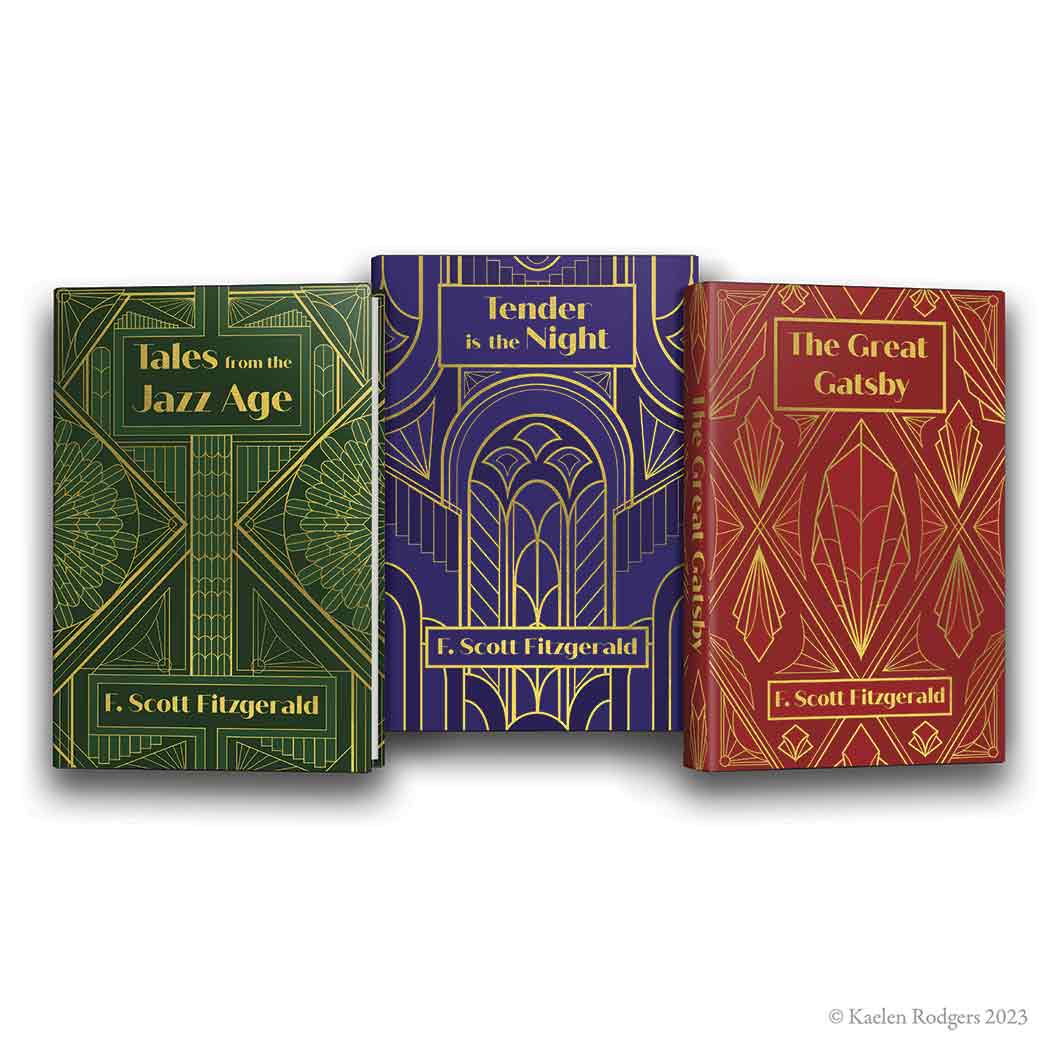 Tales from the
Jazz Age
F. Scott Fitzgerald
Tender
is the Night
F. Scott Fitzgerald
The Great Gatsby
The Great
Gatsby
F. Scott Fitzgerald
© Kaelen Rodgers 2023